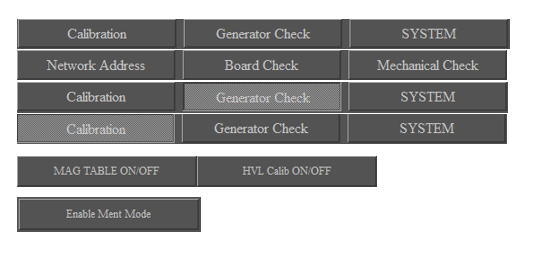 Calibration Generator Check SYSTEM
Network Address Board Check Mechanical Check
Calibration Generator Check SYSTEM
Calibration Generator Check SYSTEM
MAG TABLE ON/OFF HVL Calib ON/OFF
Enable Ment Mode